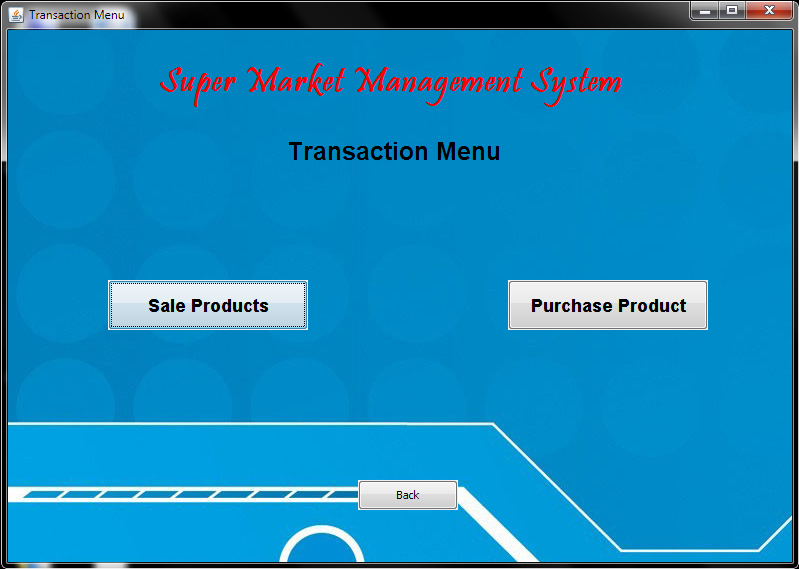 Transaction Menu
Super Market Management System
Transaction Menu
Sale Products
Purchase Product
Back